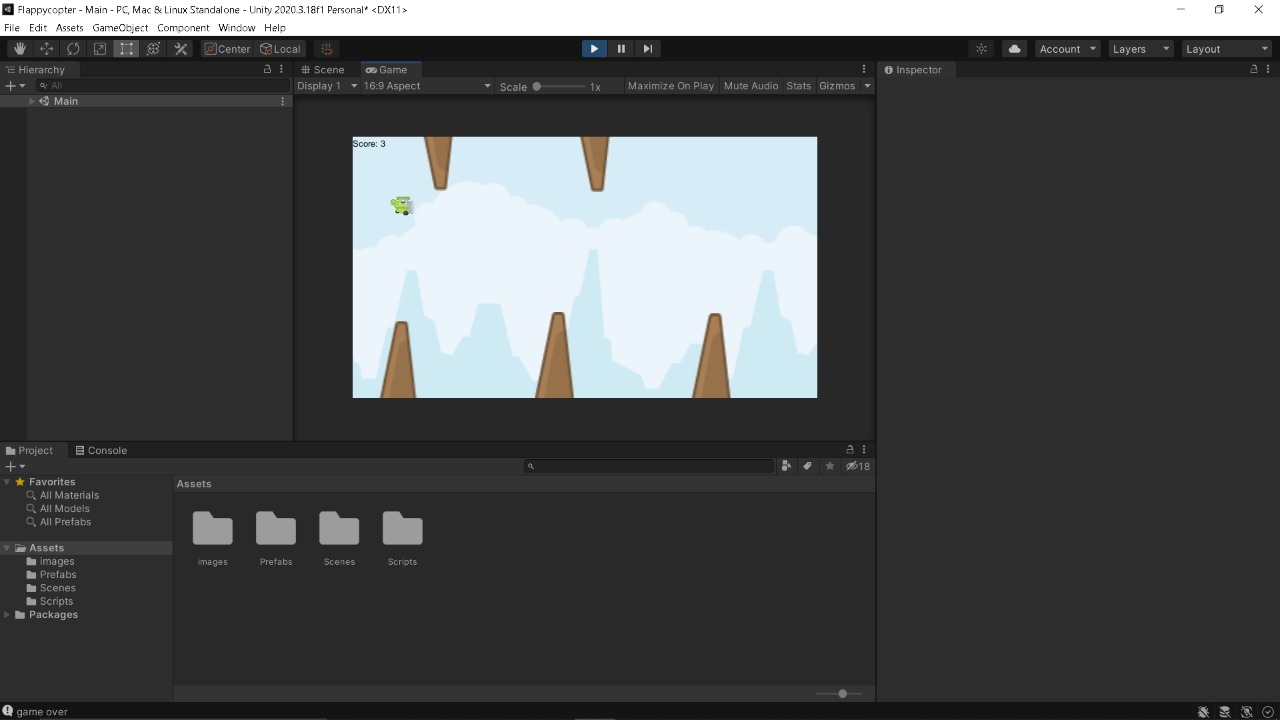 Flappycopter - Main - PC, Mac & Linux Standalone - Unity 2020.3.18f1 Personal* <DX11>
File Edit Assets GameObject Component Window Help
Center Local Account Layers Layout
Hierarchy Scene Game Inspector
All Display 1 16:9 Aspect Scale 1x Maximize On Play Mute Audio Stats Gizmos
Main
Score: 3
Project Console
18
Favorites Assets
All Materials
All Models
All Prefabs
Assets
images images Prefabs Scenes Scripts
Prefabs
Scenes
Scripts
Packages
game over